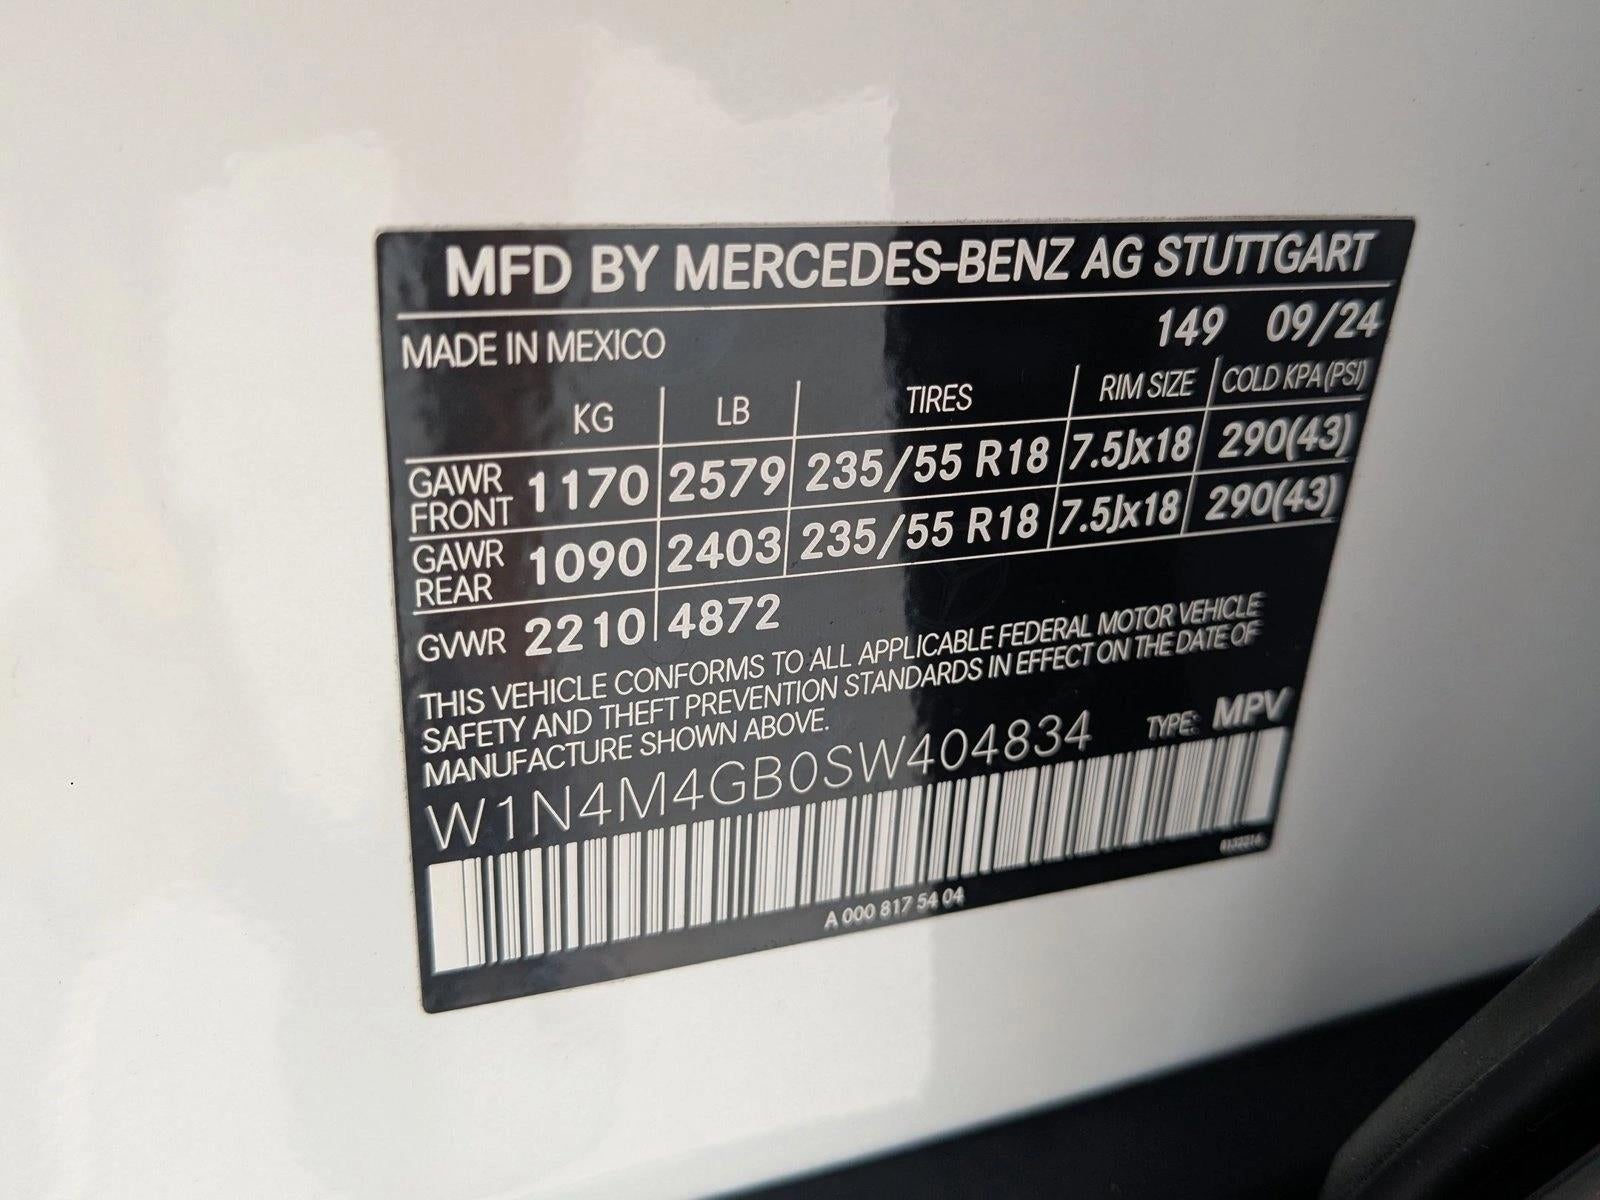 MFD BY MERCEDES-BENZ AG STUTTGART
MADE IN MEXICO 149 09/24
KG LB TIRES RIM SIZE COLD KPA (PSI)
GAWR FRONT 1170 2579 235/55 R18 7.5Jx18 290(43)
GAWR REAR 1090 2403 235/55 R18 7.5Jx18 290(43)
GVWR 2210 4872
THIS VEHICLE CONFORMS TO ALL APPLICABLE FEDERAL MOTOR VEHICLE
SAFETY AND THEFT PREVENTION STANDARDS IN EFFECT ON THE DATE OF
MANUFACTURE SHOWN ABOVE.
W1N4M4GB0SW404834 TYPE: MPV
A 000 817 54 04